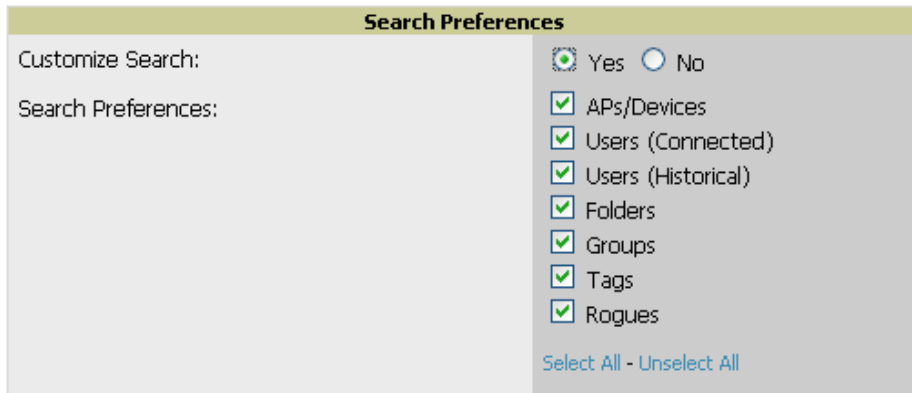 Search Preferences
Customize Search: Yes No
Search Preferences: APs/Devices
Users (Connected)
Users (Historical)
Folders
Groups
Tags
Rogues
Select All - Unselect All